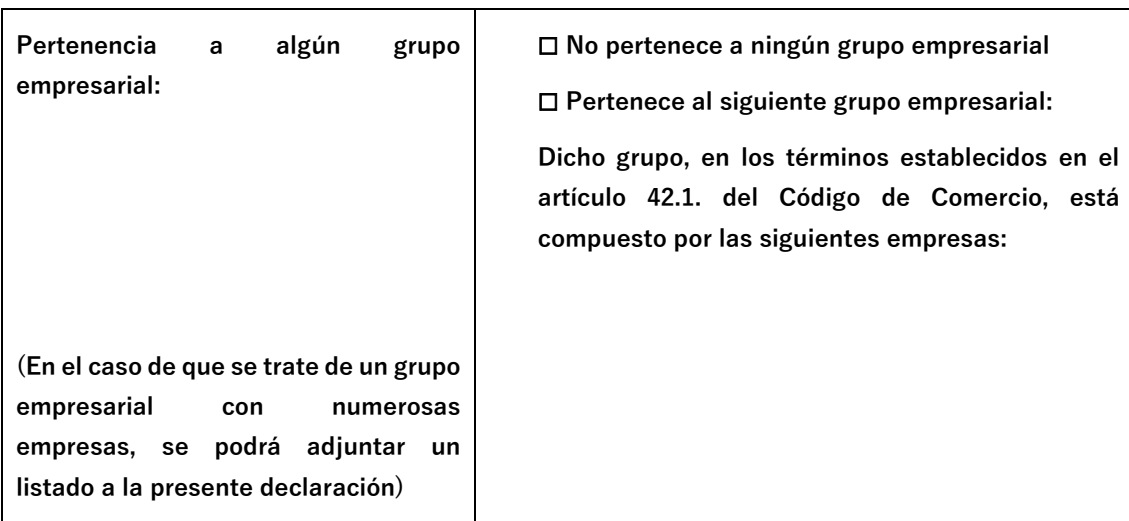 Pertenencia a algún grupo
empresarial:
(En el caso de que se trate de un grupo
empresarial con numerosas
empresas, se podrá adjuntar un
listado a la presente declaración)
☐ No pertenece a ningún grupo empresarial
☐ Pertenece al siguiente grupo empresarial:
Dicho grupo, en los términos establecidos en el
artículo 42.1. del Código de Comercio, está
compuesto por las siguientes empresas: